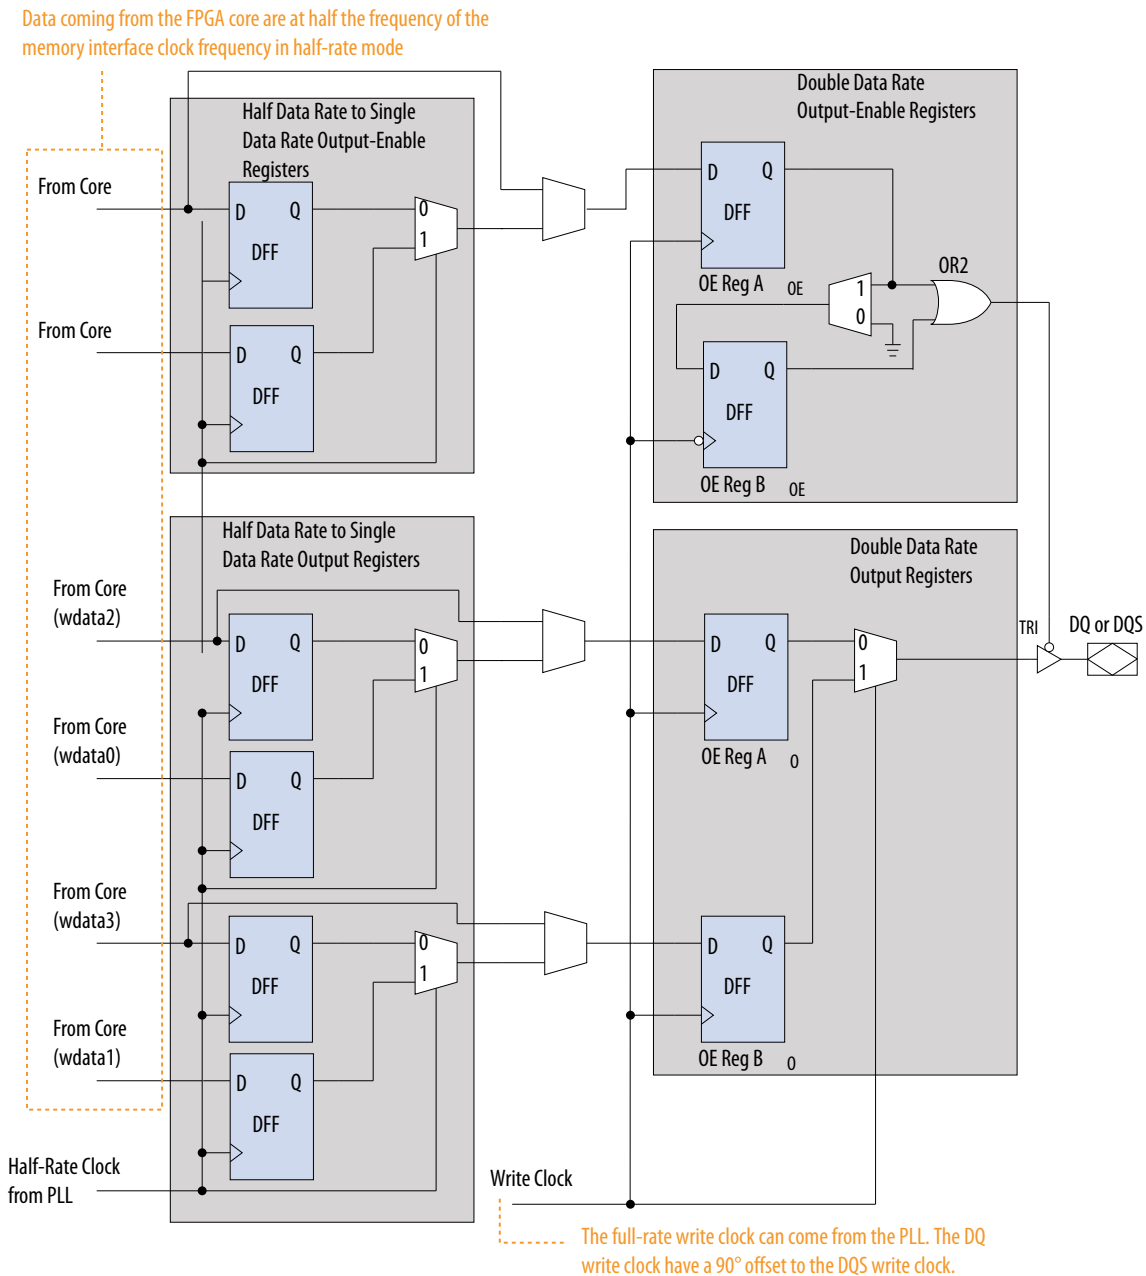 Data coming from the FPGA core are at half the frequency of the
memory interface clock frequency in half-rate mode
Half Data Rate to Single
Data Rate Output-Enable
Registers
Double Data Rate
Output-Enable Registers
From Core
D Q
DFF
0
1
D Q
DFF
OE Reg A OE
OR2
1
0
From Core
D Q
DFF
D Q
DFF
OE Reg B OE
Half Data Rate to Single
Data Rate Output Registers
Double Data Rate
Output Registers
From Core
(wdata2)
D Q
DFF
0
1
D Q
DFF
OE Reg A O
0
1
TRI
DQ or DQS
From Core
(wdata0)
D Q
DFF
From Core
(wdata3)
D Q
DFF
0
1
D Q
DFF
OE Reg B O
From Core
(wdata1)
D Q
DFF
Half-Rate Clock
from PLL
Write Clock
The full-rate write clock can come from the PLL. The DQ
write clock have a 90° offset to the DQS write clock.